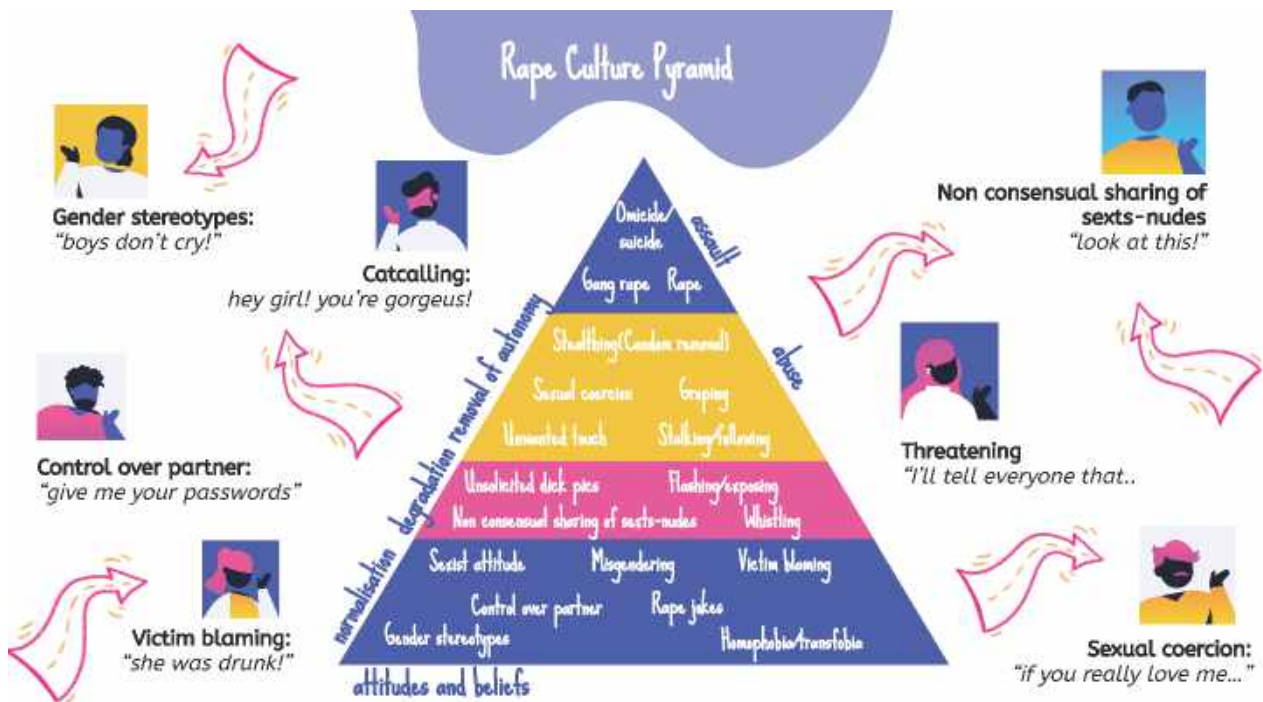 Rape Culture Pyramid
Gender stereotypes:
"boys don't cry!"
Catcalling:
hey girl! you're gorgeus!
Control over partner:
"give me your passwords"
Victim blaming:
"she was drunk!"
Omicide/
suicide
Gang rape Rape
Stealthing(Condom removal)
Sexual coercion Groping
Unwanted touch Stalking/following
Unsolicited dick pics Flashing/exposing
Non consensual sharing of sexts-nudes Whistling
Sexist attitude Misgendering Victim blaming
Control over partner Rape jokes
Gender stereotypes Homophobia/transfobia
normalisation degradation removal of autonomy
assault
abuse
attitudes and beliefs
Non consensual sharing of
sexts-nudes
"look at this!"
Threatening
"I'll tell everyone that..
Sexual coercion:
"if you really love me..."